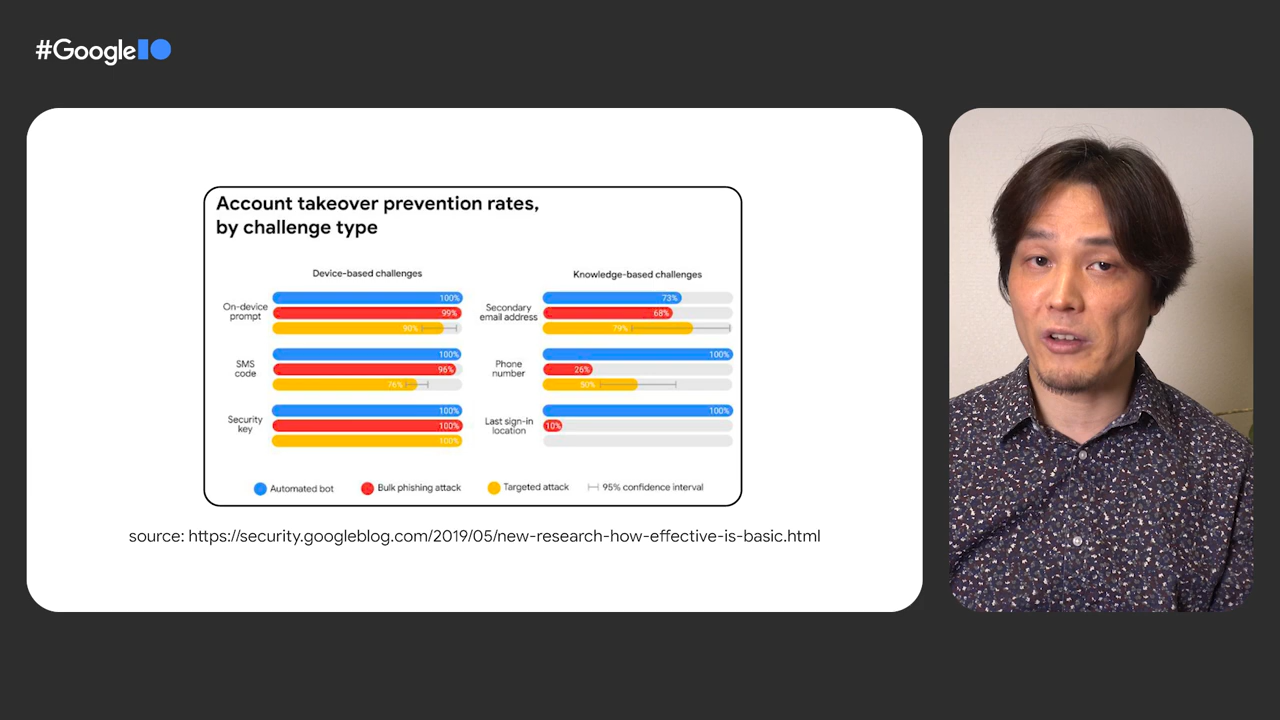 #Google IO
Account takeover prevention rates,
by challenge type
Device-based challenges
On-device
prompt
100%
99%
90%
SMS
code
100%
96%
76%
Security
key
100%
100%
100%
Knowledge-based challenges
Secondary
email address
73%
68%
79%
Phone
number
100%
26%
50%
Last sign-in
location
100%
10%
Automated bot
Bulk phishing attack
Targeted attack
95% confidence interval
source: https://security.googleblog.com/2019/05/new-research-how-effective-is-basic.html